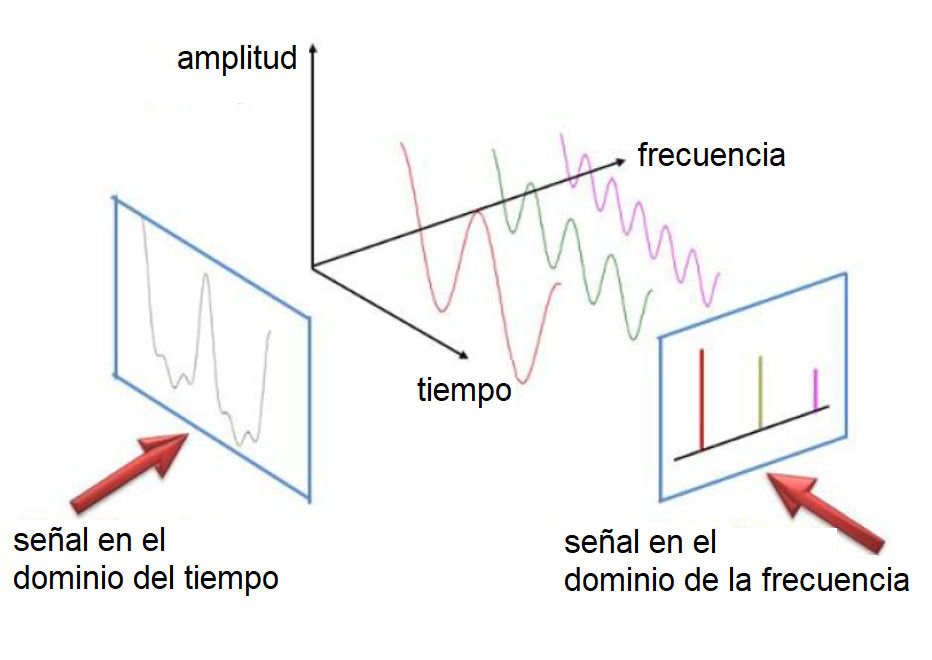 amplitud
frecuencia
tiempo
señal en el
dominio del tiempo
señal en el
dominio de la frecuencia